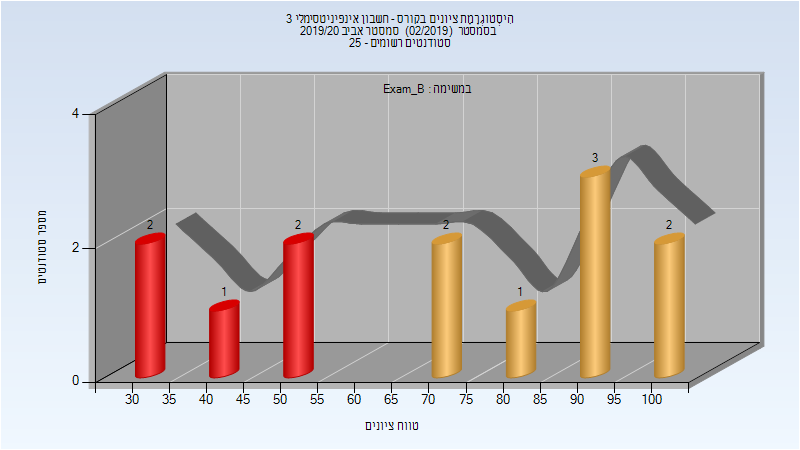 היסטוגרמת ציונים בקורס - חשבון אינפיניטסימלי 3
בסמסטר (02/2019) סמסטר אביב 2019/20
סטודנטים רשומים - 25
במשימה : Exam_B
מספר סטודנטים
4
2
0
2
1
2
2
1
3
2
30 35 40 45 50 55 60 65 70 75 80 85 90 95 100
טווח ציונים